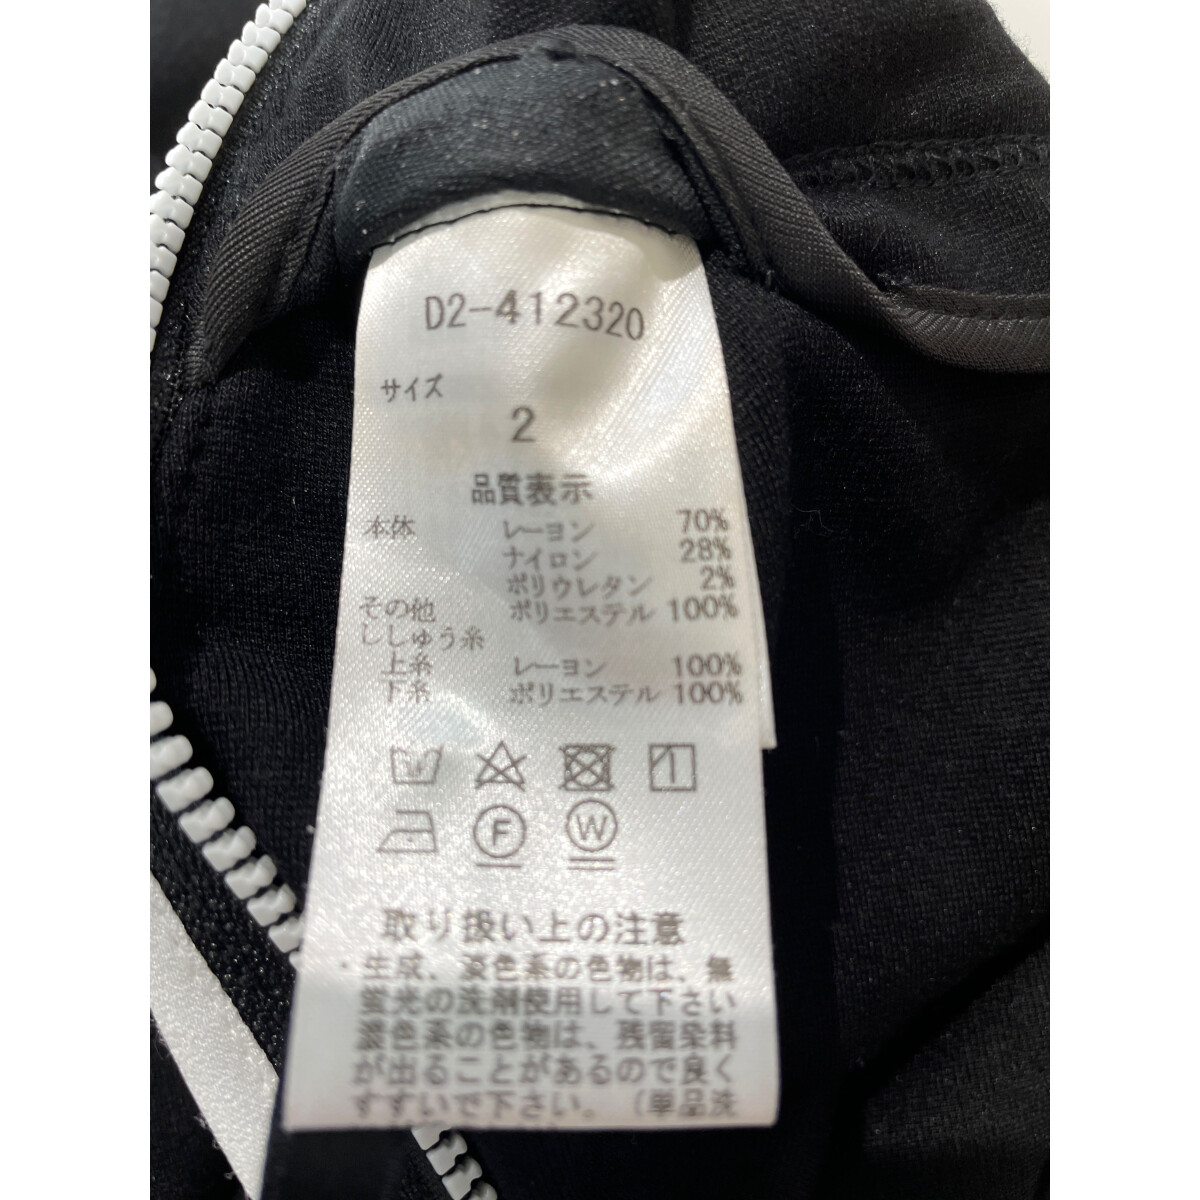 D2-412320
サイズ
2
品質表示
本体 レーヨン 70%
ナイロン 28%
ポリウレタン 2%
その他 ポリエステル 100%
ししゅう糸
上糸 レーヨン 100%
下糸 ポリエステル 100%
F W
取り扱い上の注意
・生成、淡色系の色物は、無
蛍光の洗剤使用して下さい
濃色系の色物は、残留染料
が出ることがあるので良く
すすいで下さい。(単品洗